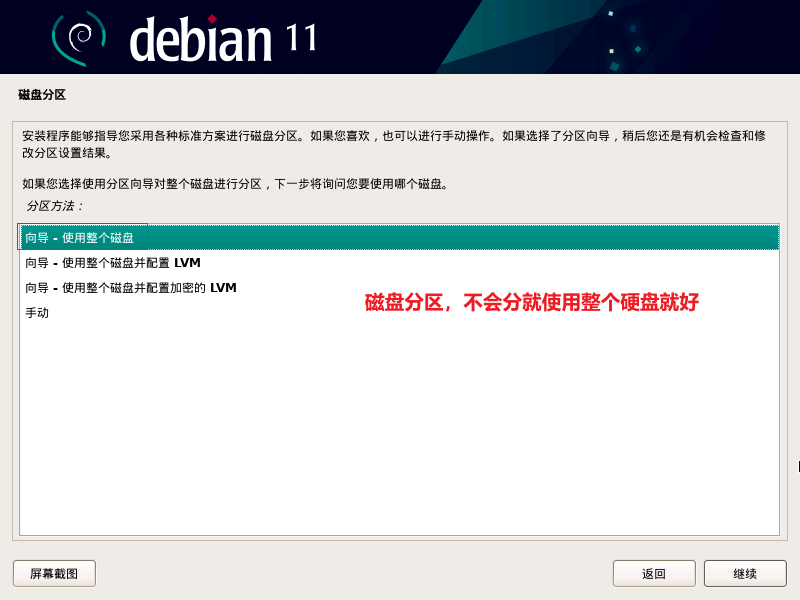 debian 11
磁盘分区
安装程序能够指导您采用各种标准方案进行磁盘分区。如果您喜欢，也可以进行手动操作。如果选择了分区向导，稍后您还是有机会检查和修
改分区设置结果。
如果您选择使用分区向导对整个磁盘进行分区，下一步将询问您要使用哪个磁盘。
分区方法：
向导 - 使用整个磁盘
向导 - 使用整个磁盘并配置 LVM
向导 - 使用整个磁盘并配置加密的 LVM
磁盘分区，不会分就使用整个硬盘就好
手动
屏幕截图
返回
继续